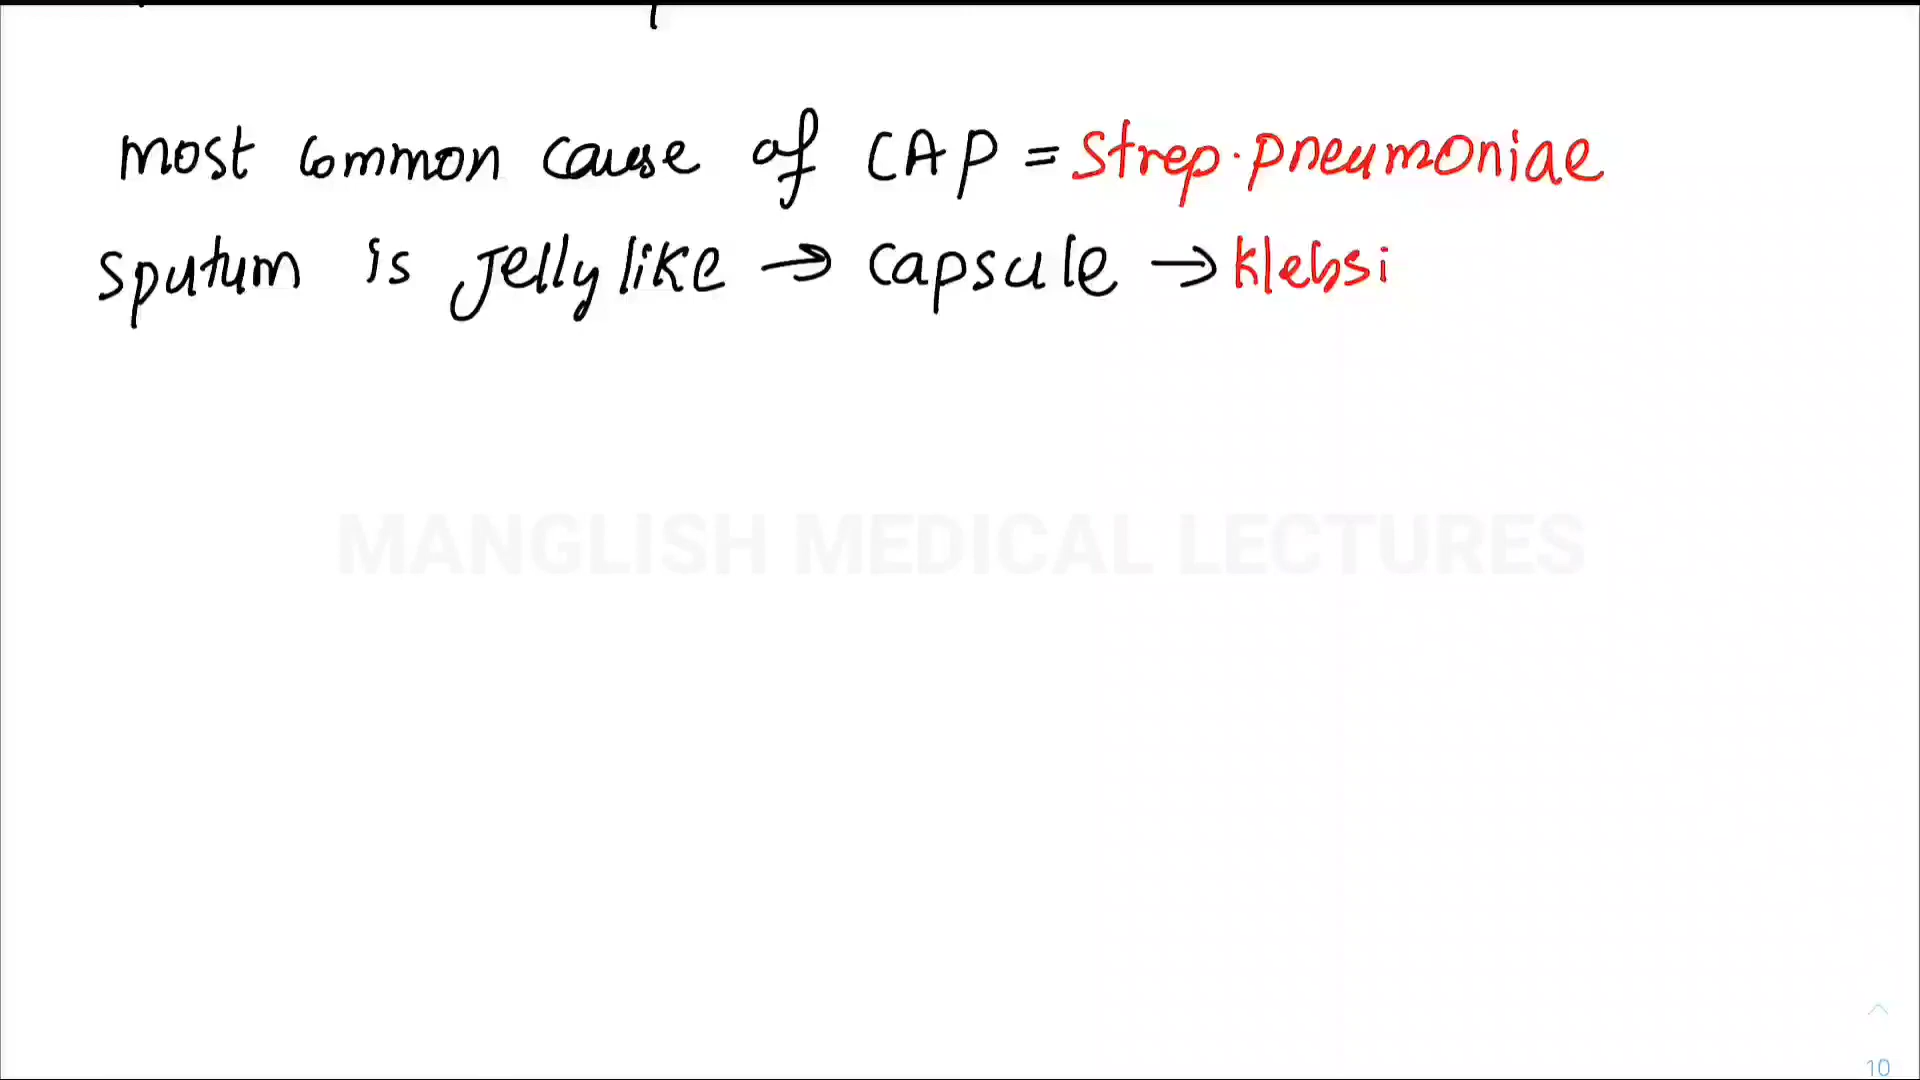 most common cause of CAP = strep. pneumoniae
sputum is Jelly like → capsule → klebsi
MANGLISH MEDICAL LECTURES
10